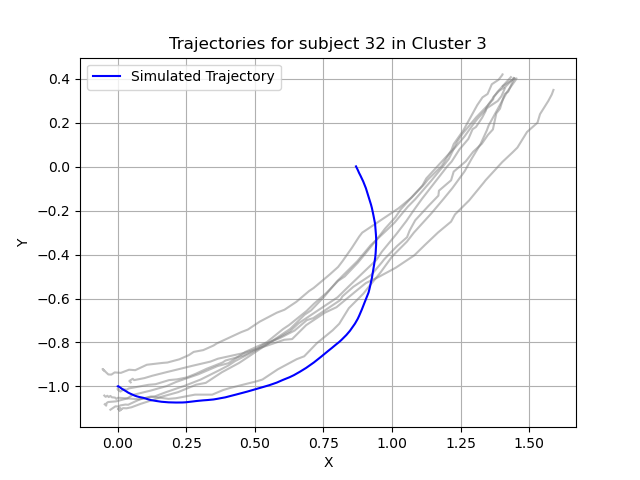 Trajectories for subject 32 in Cluster 3
Simulated Trajectory
0.4
0.2
0.0
−0.2
−0.4
−0.6
−0.8
−1.0
Y
0.00 0.25 0.50 0.75 1.00 1.25 1.50
X